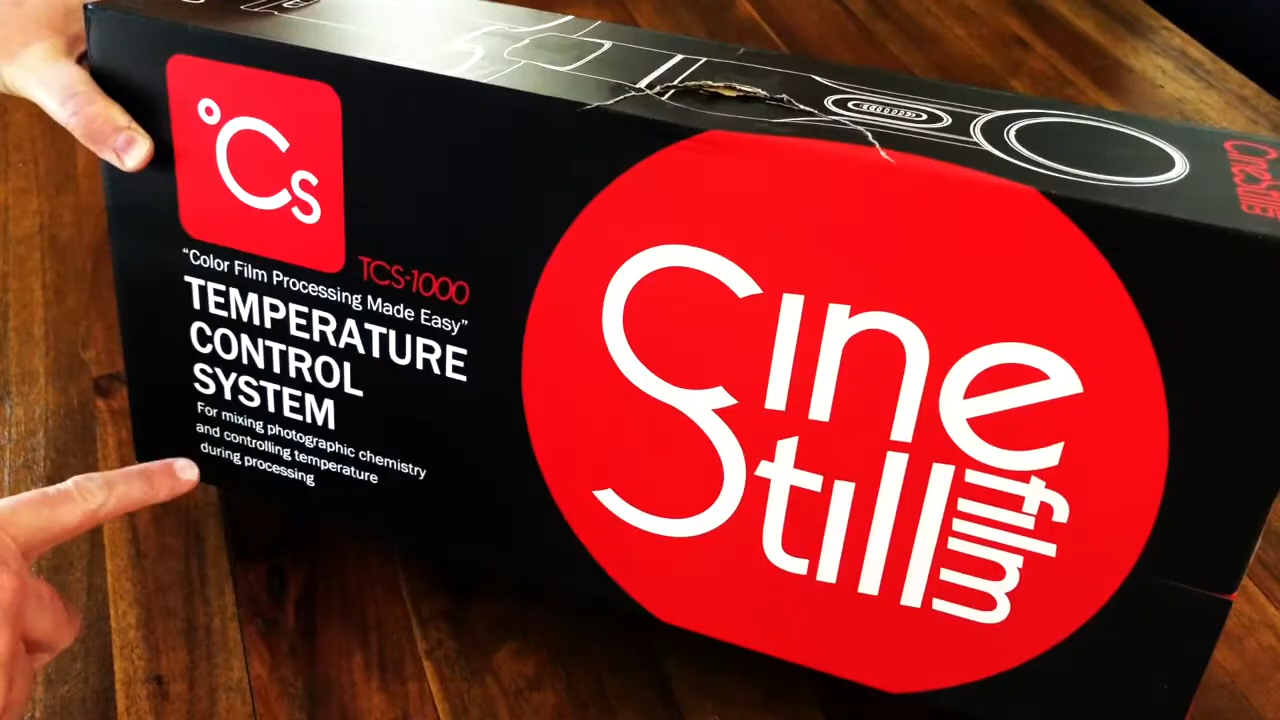 °Cs
TCS-1000
“Color Film Processing Made Easy”
TEMPERATURE
CONTROL
SYSTEM
For mixing photographic chemistry
and controlling temperature
during processing
Cine
Still
film
CineStill